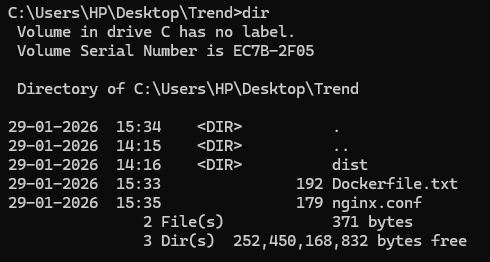 C:\Users\HP\Desktop\Trend>dir
 Volume in drive C has no label.
 Volume Serial Number is EC7B-2F05

 Directory of C:\Users\HP\Desktop\Trend

29-01-2026  15:34    <DIR>          .
29-01-2026  14:15    <DIR>          ..
29-01-2026  14:16    <DIR>          dist
29-01-2026  15:33               192 Dockerfile.txt
29-01-2026  15:35               179 nginx.conf
               2 File(s)            371 bytes
               3 Dir(s)  252,450,168,832 bytes free